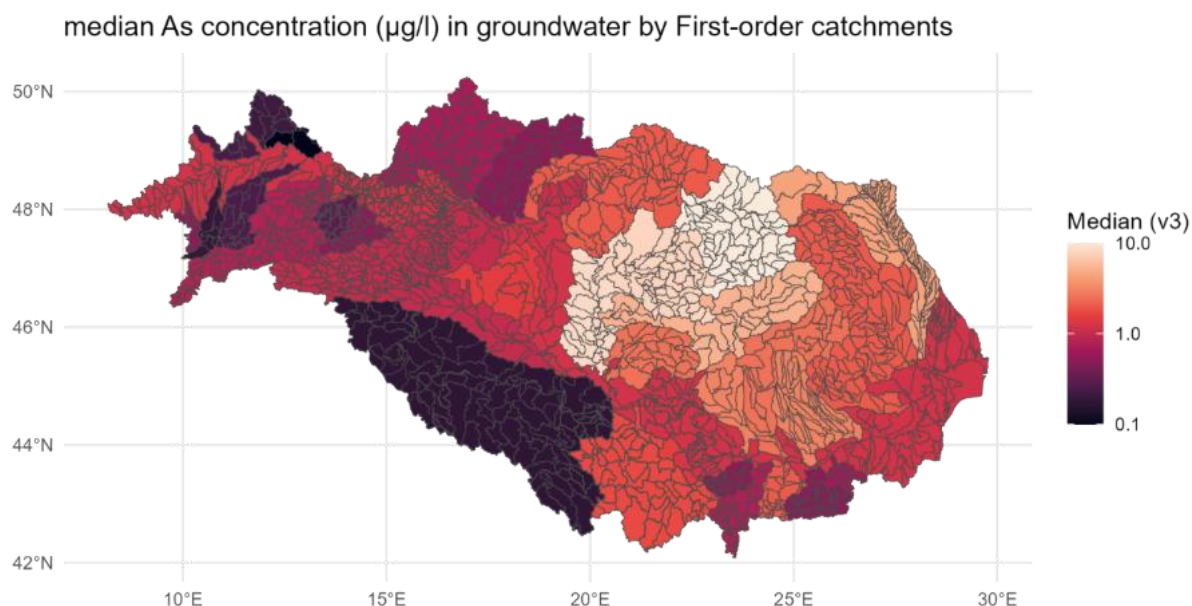 median As concentration (µg/l) in groundwater by First-order catchments
50°N
48°N
46°N
44°N
42°N
10°E
15°E
20°E
25°E
30°E
Median (v3)
10.0
1.0
0.1